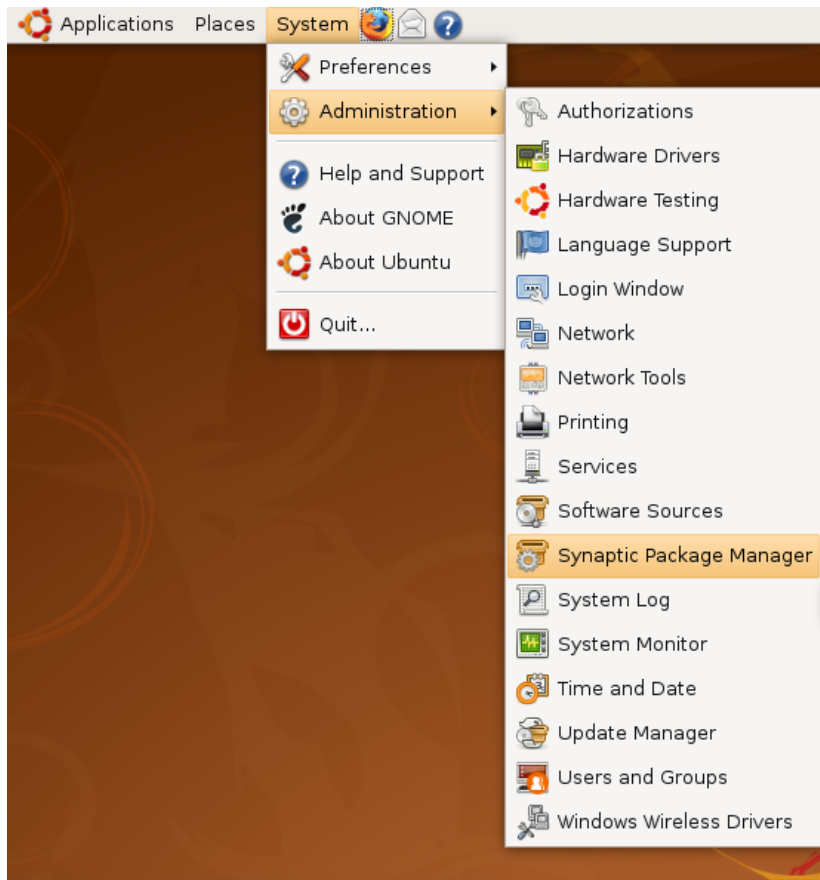 Applications Places System
Preferences
Administration
Help and Support
About GNOME
About Ubuntu
Quit...
Authorizations
Hardware Drivers
Hardware Testing
Language Support
Login Window
Network
Network Tools
Printing
Services
Software Sources
Synaptic Package Manager
System Log
System Monitor
Time and Date
Update Manager
Users and Groups
Windows Wireless Drivers